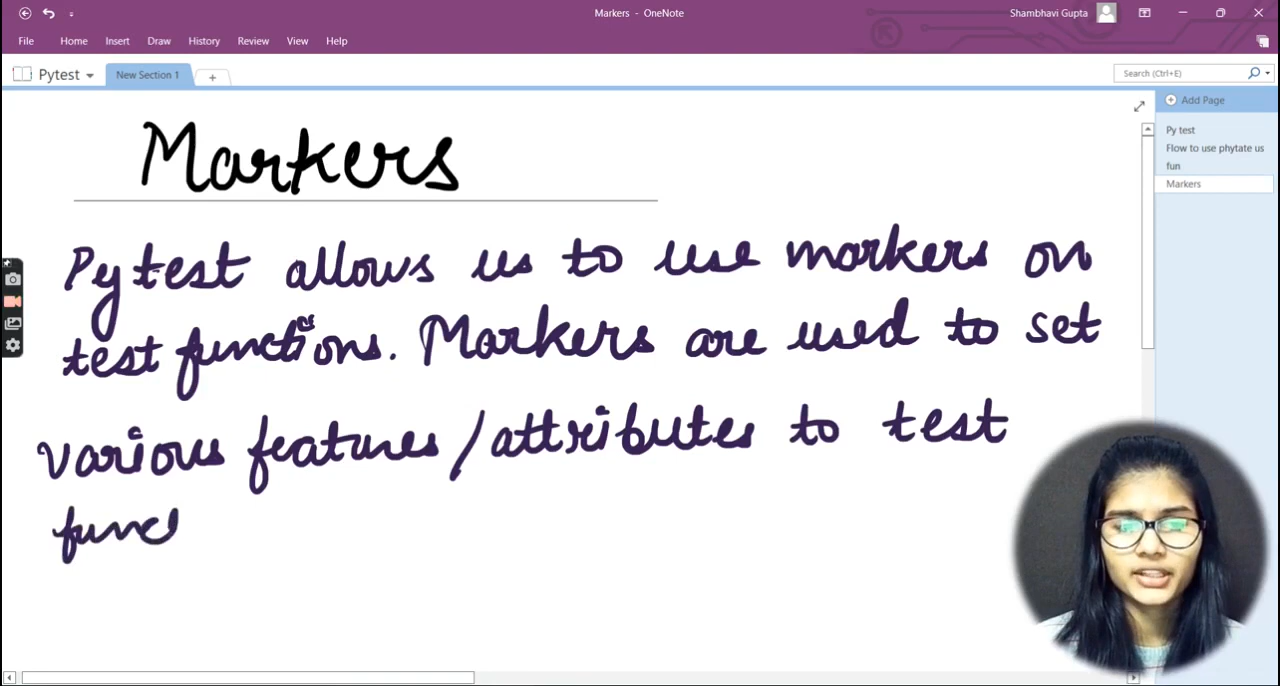 Markers - OneNote
Shambhavi Gupta
File Home Insert Draw History Review View Help
Pytest
New Section 1
Search (Ctrl+E)
Add Page
Py test
Flow to use phytate us
fun
Markers
Markers
Pytest allows us to use markers on
test functions. Markers are used to set
various features/attributes to test
func